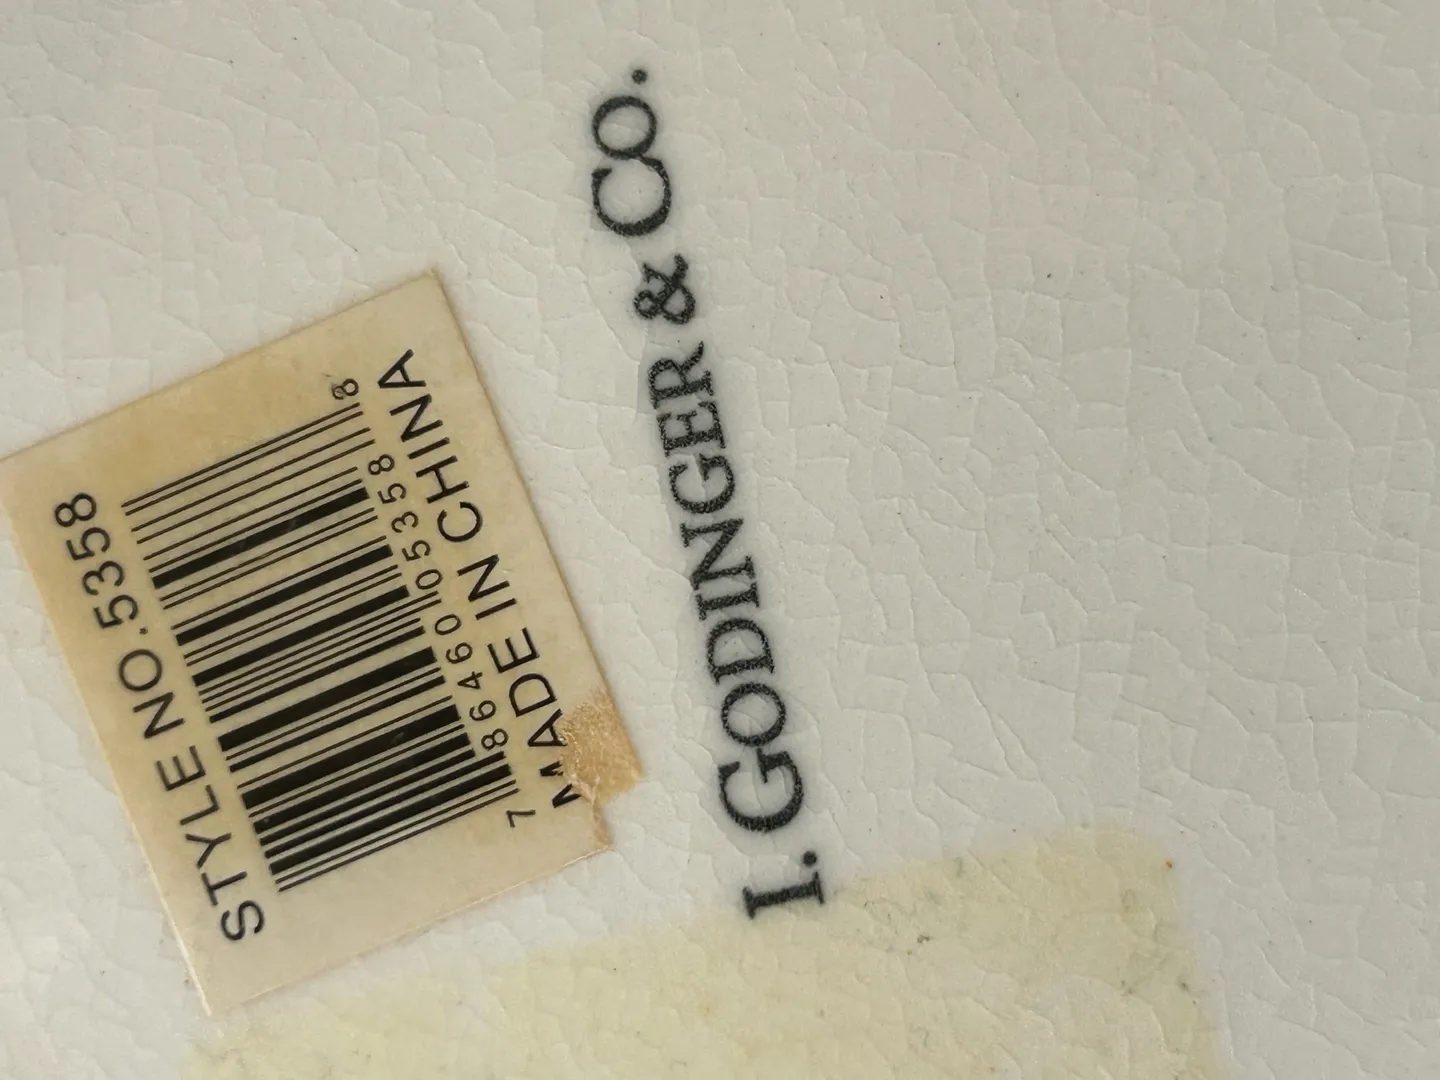 STYLE NO.5358
7 86460 05358 8
MADE IN CHINA
I. GODINGER & CO.